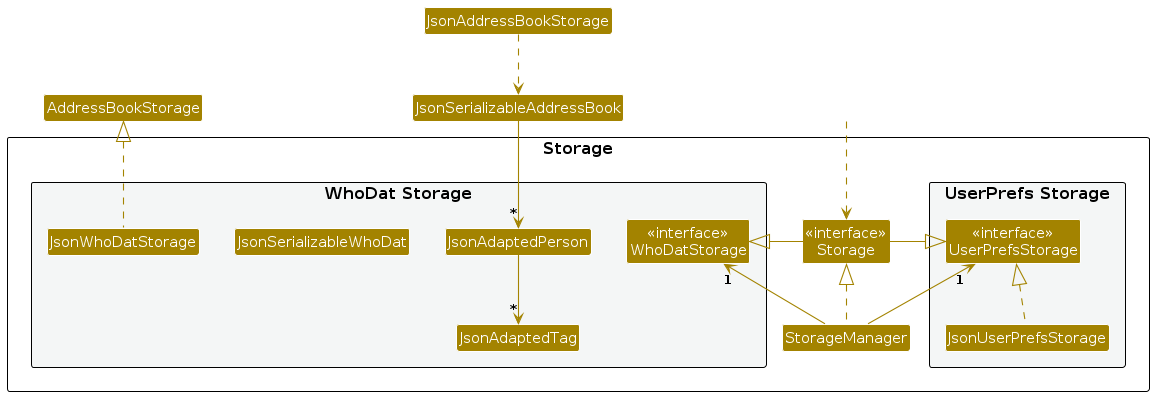 JsonAddressBookStorage
AddressBookStorage
JsonSerializableAddressBook
Storage
WhoDat Storage
UserPrefs Storage
*
JsonWhoDatStorage
JsonSerializableWhoDat
JsonAdaptedPerson
«interface»
WhoDatStorage
«interface»
Storage
«interface»
UserPrefsStorage
1
1
*
JsonAdaptedTag
StorageManager
JsonUserPrefsStorage